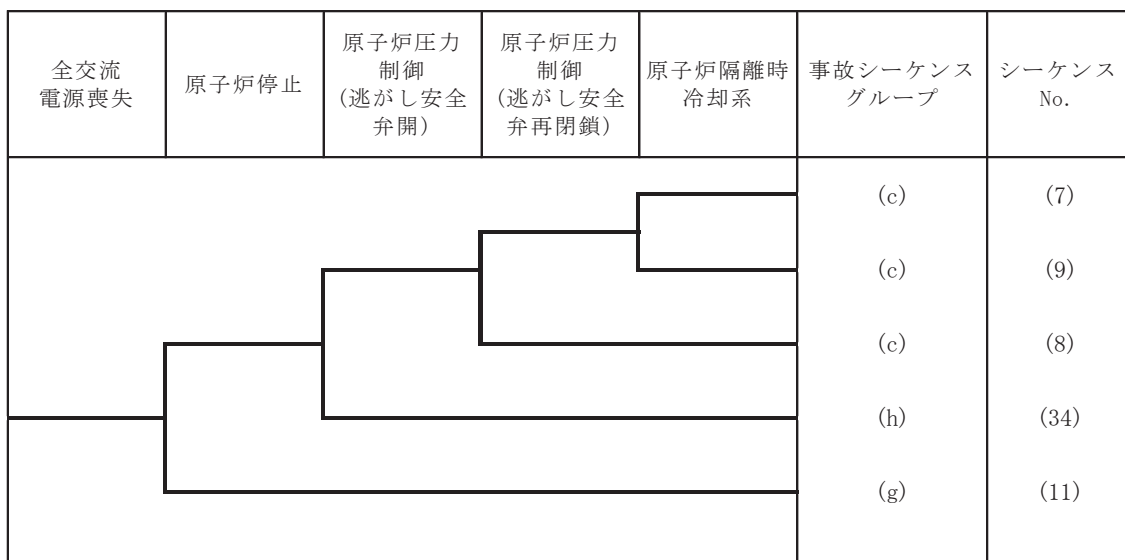 全交流
電源喪失
原子炉停止
原子炉圧力
制御
(逃がし安全
弁開)
原子炉圧力
制御
(逃がし安全
弁再閉鎖)
原子炉隔離時
冷却系
事故シーケンス
グループ
シーケンス
No.
(c) (7)
(c) (9)
(c) (8)
(h) (34)
(g) (11)